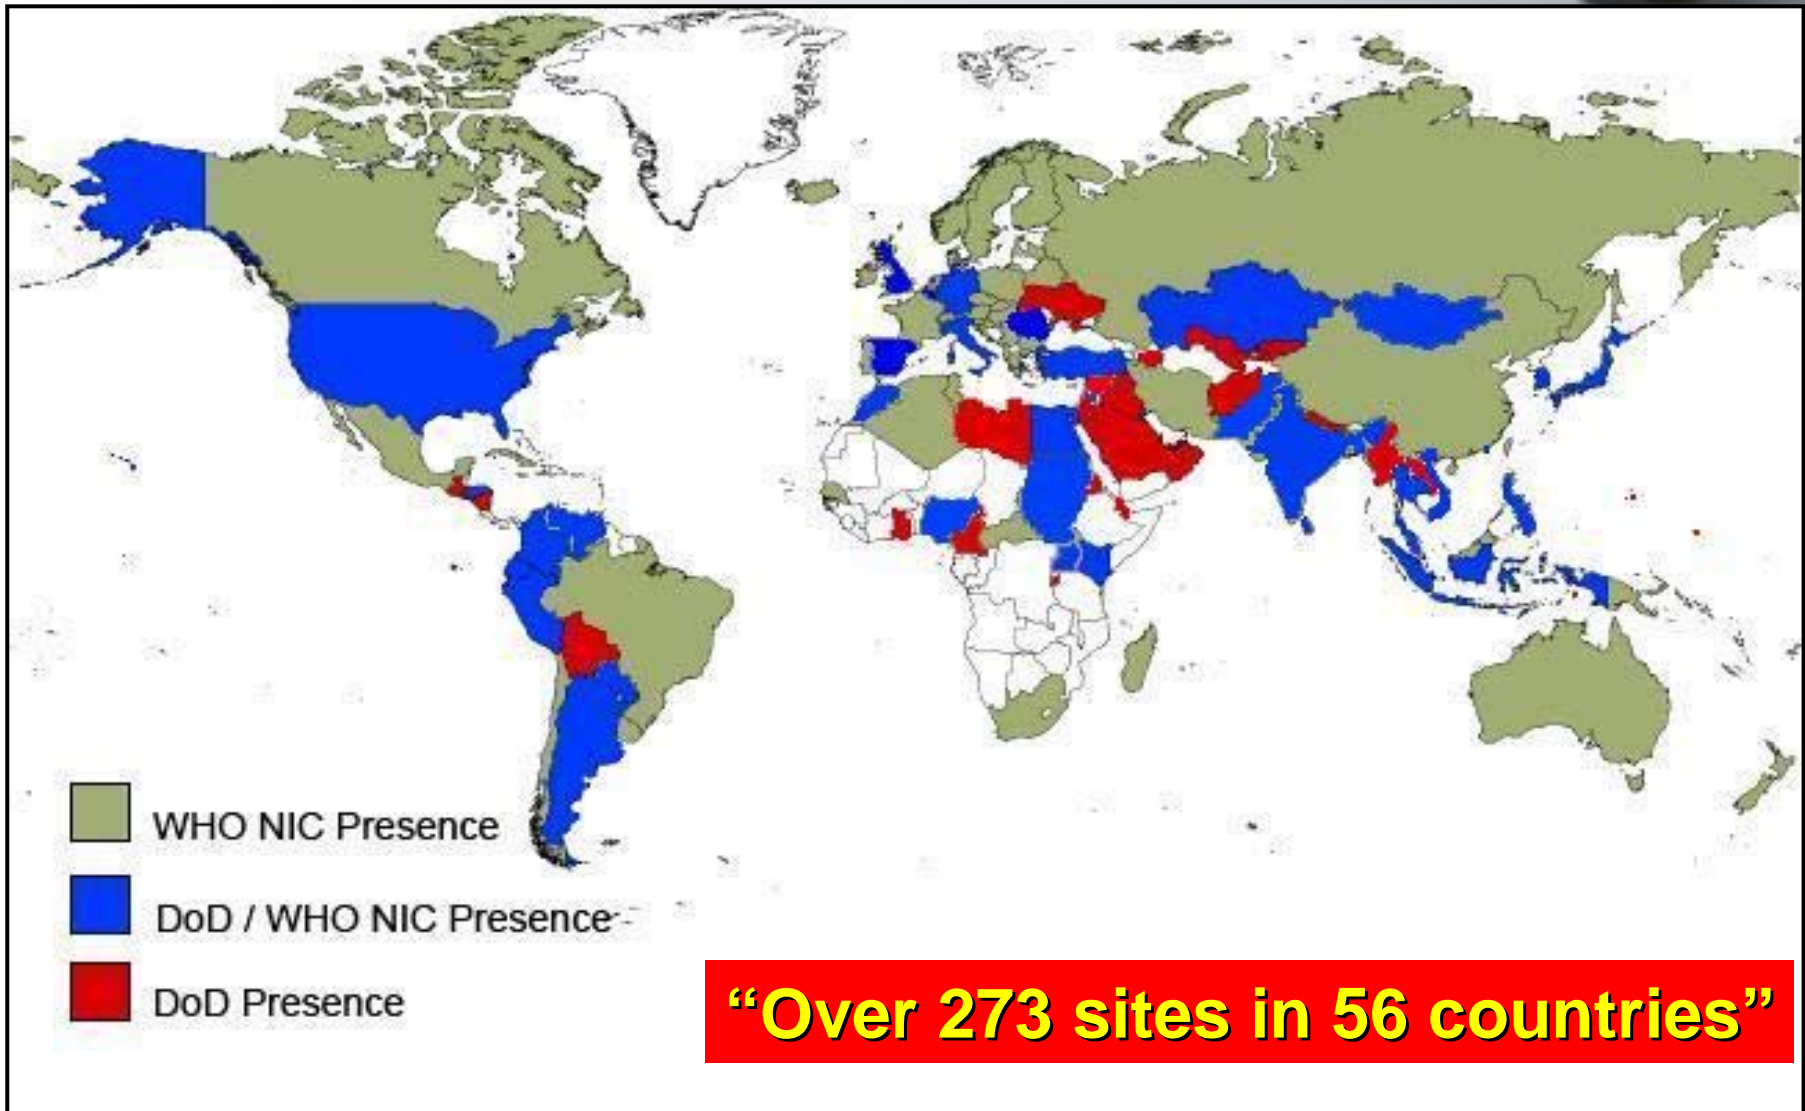 WHO NIC Presence
DoD / WHO NIC Presence
DoD Presence
“Over 273 sites in 56 countries”